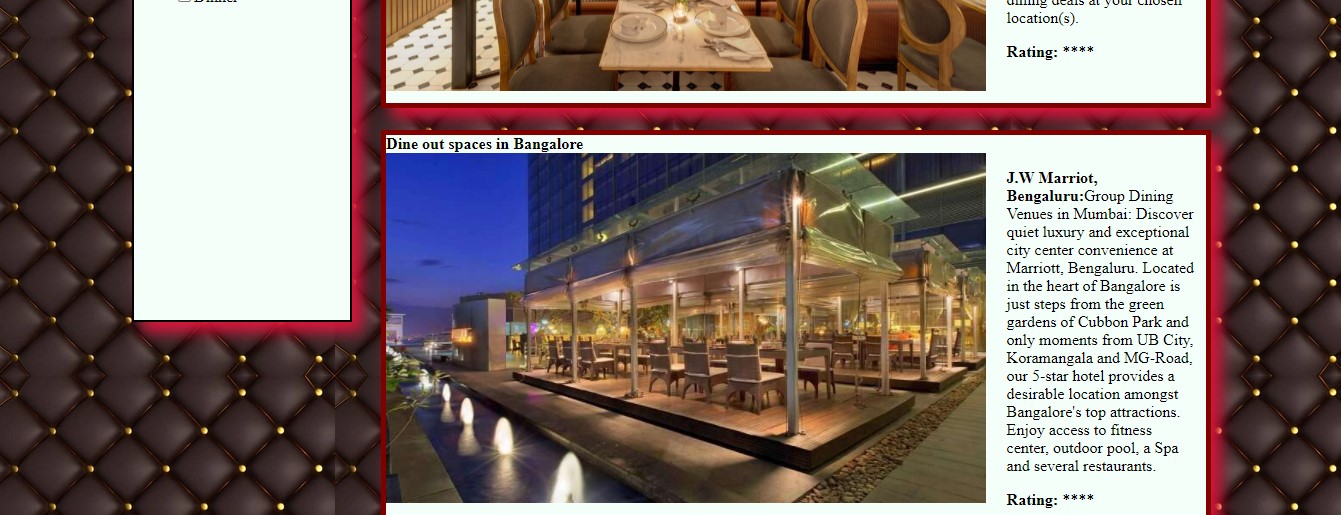 Dinner
dining deals at your chosen
location(s).
Rating: ****
Dine out spaces in Bangalore
J.W Marriot,
Bengaluru:Group Dining
Venues in Mumbai: Discover
quiet luxury and exceptional
city center convenience at
Marriott, Bengaluru. Located
in the heart of Bangalore is
just steps from the green
gardens of Cubbon Park and
only moments from UB City,
Koramangala and MG-Road,
our 5-star hotel provides a
desirable location amongst
Bangalore's top attractions.
Enjoy access to fitness
center, outdoor pool, a Spa
and several restaurants.
Rating: ****